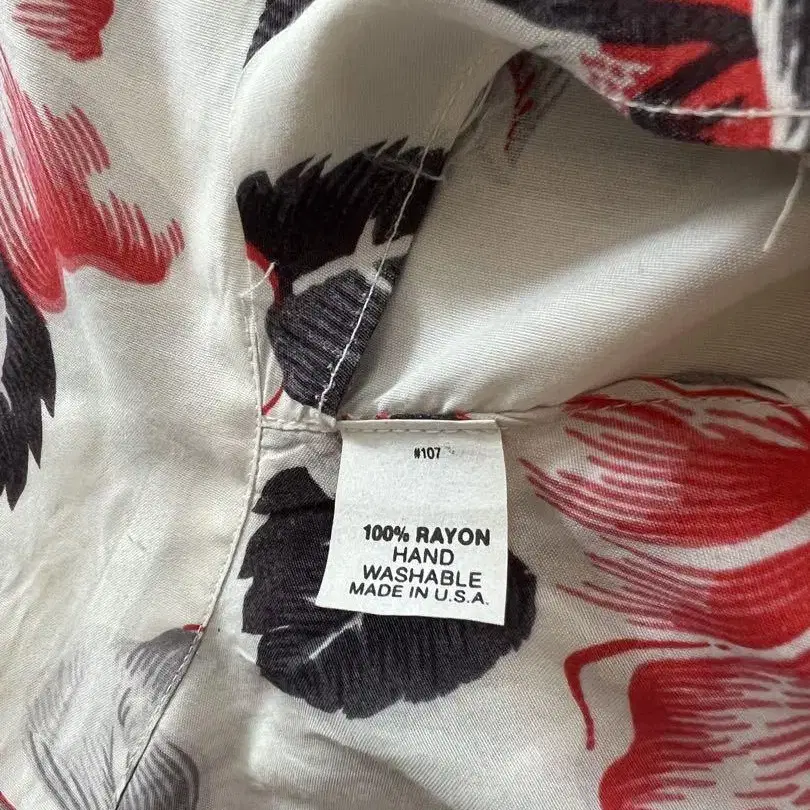 #107
100% RAYON
HAND
WASHABLE
MADE IN U.S.A.